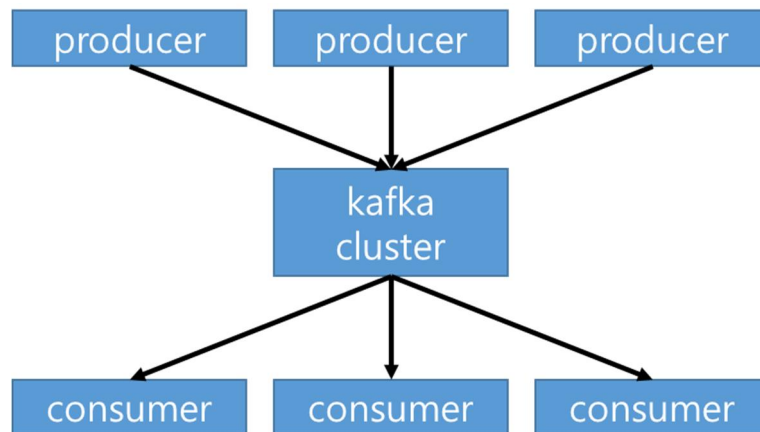 producer
producer
producer
kafka
cluster
consumer
consumer
consumer